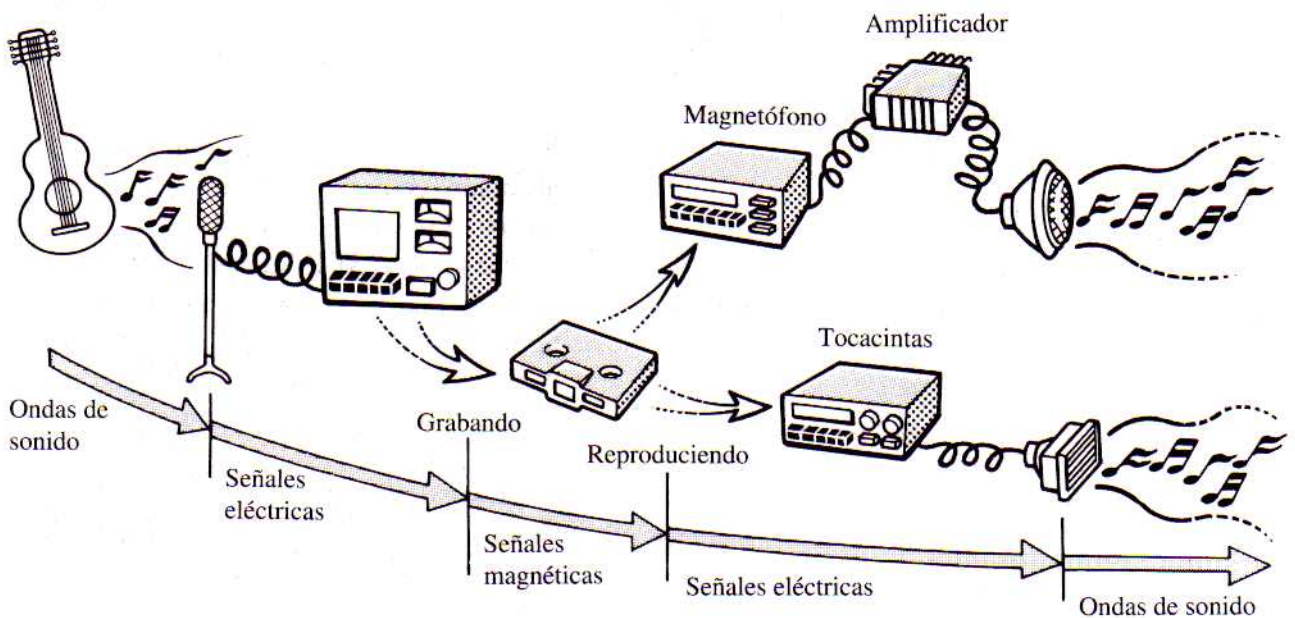 Amplificador
Magnetófono
Tocacintas
Ondas de
sonido
Grabando
Reproduciendo
Señales
eléctricas
Señales
magnéticas
Señales eléctricas
Ondas de sonido